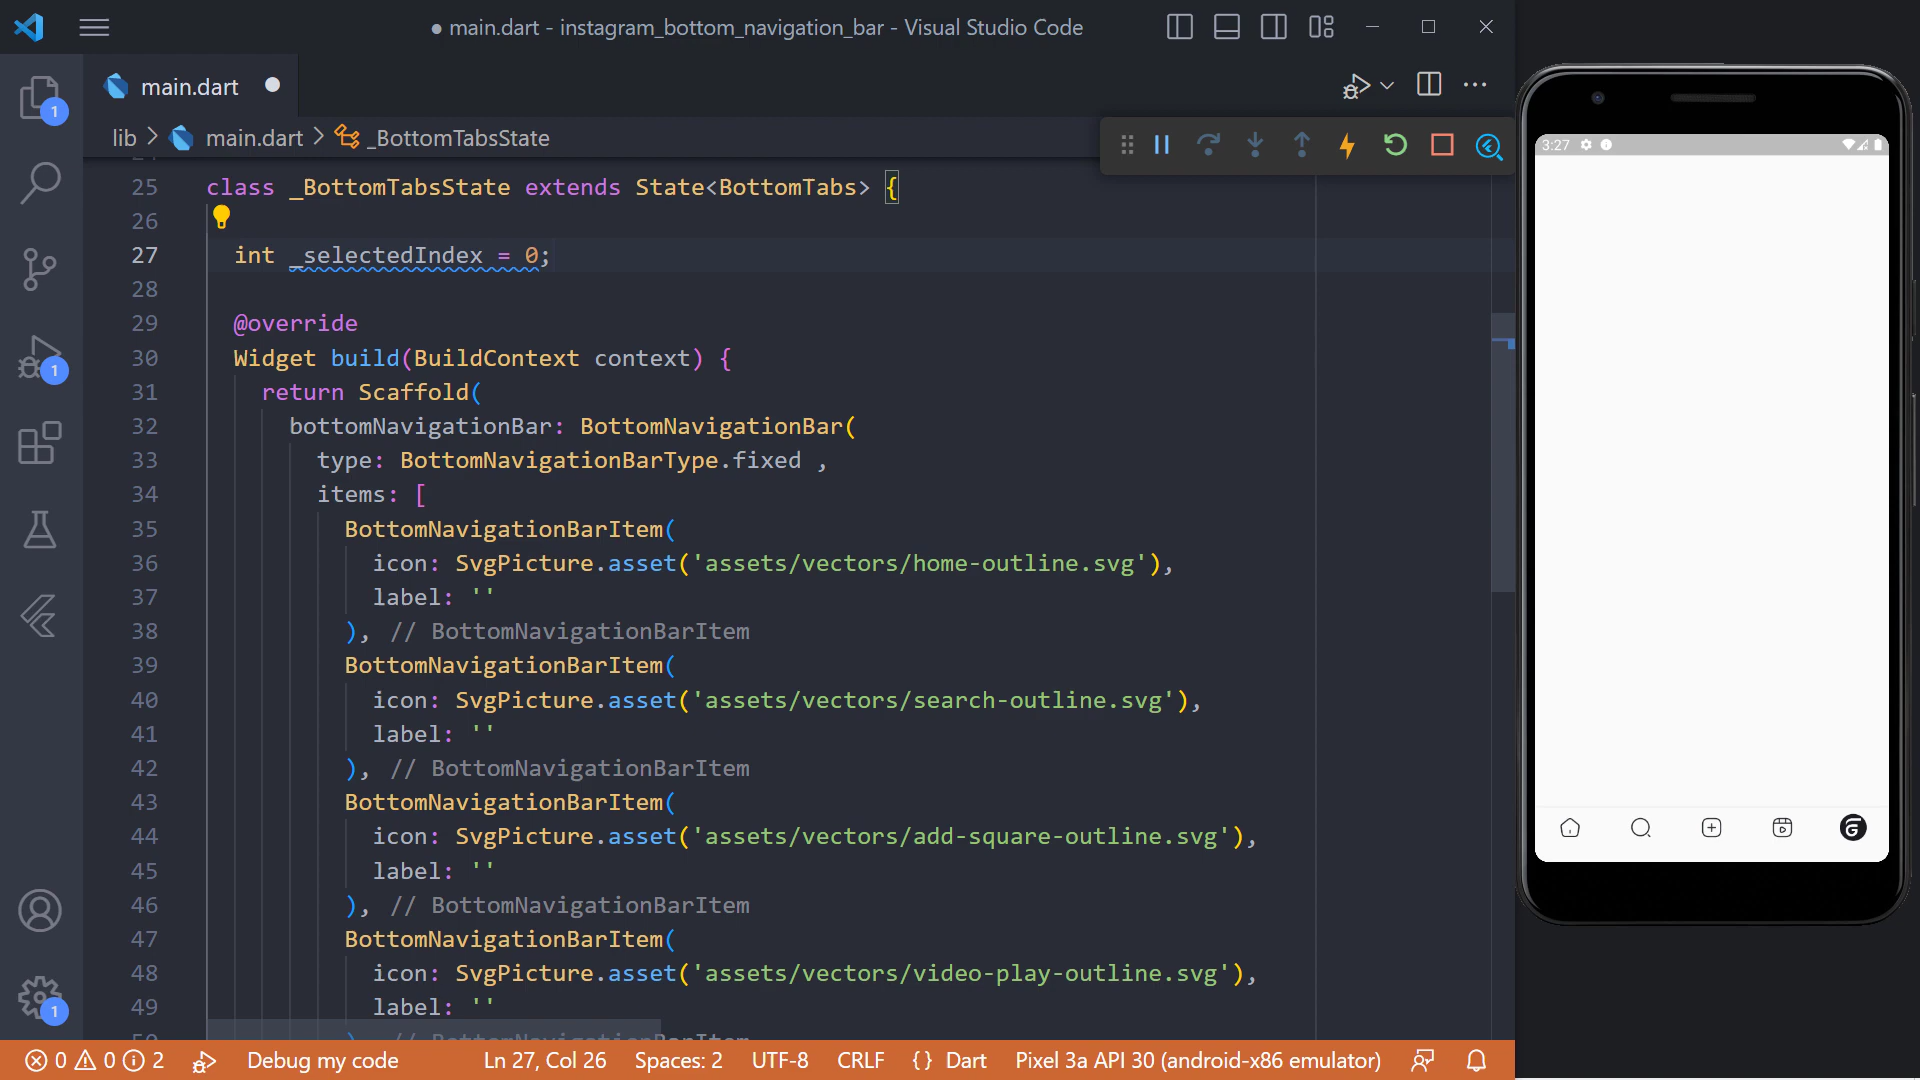 main.dart - instagram_bottom_navigation_bar - Visual Studio Code
main.dart
lib > main.dart > _BottomTabsState
25 class _BottomTabsState extends State<BottomTabs> {
26
27 int _selectedIndex = 0;
28
29 @override
30 Widget build(BuildContext context) {
31 return Scaffold(
32 bottomNavigationBar: BottomNavigationBar(
33 type: BottomNavigationBarType.fixed ,
34 items: [
35 BottomNavigationBarItem(
36 icon: SvgPicture.asset('assets/vectors/home-outline.svg'),
37 label: ''
38 ), // BottomNavigationBarItem
39 BottomNavigationBarItem(
40 icon: SvgPicture.asset('assets/vectors/search-outline.svg'),
41 label: ''
42 ), // BottomNavigationBarItem
43 BottomNavigationBarItem(
44 icon: SvgPicture.asset('assets/vectors/add-square-outline.svg'),
45 label: ''
46 ), // BottomNavigationBarItem
47 BottomNavigationBarItem(
48 icon: SvgPicture.asset('assets/vectors/video-play-outline.svg'),
49 label: ''
1
1
1
0 0 2 Debug my code Ln 27, Col 26 Spaces: 2 UTF-8 CRLF {} Dart Pixel 3a API 30 (android-x86 emulator)
3:27